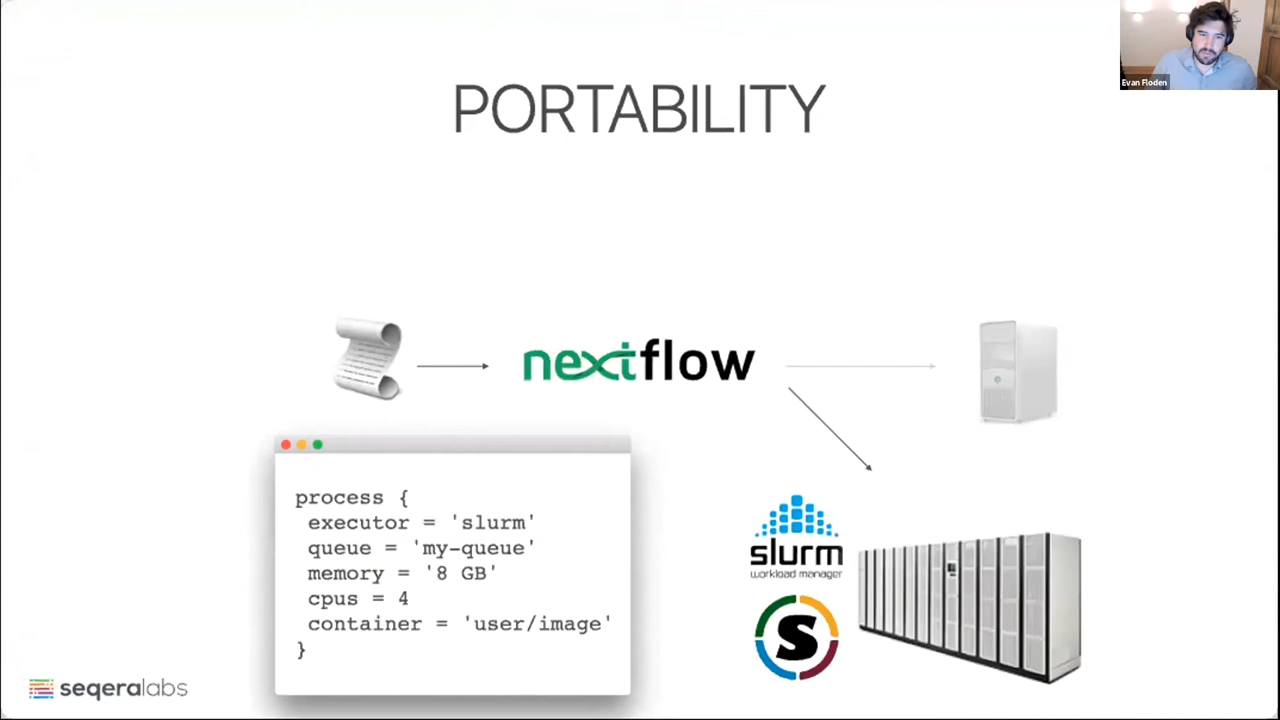 Evan Floden
PORTABILITY
nextflow
process {
executor = 'slurm'
queue = 'my-queue'
memory = '8 GB'
cpus = 4
container = 'user/image'
}
slurm
workload manager
S
seqeralabs